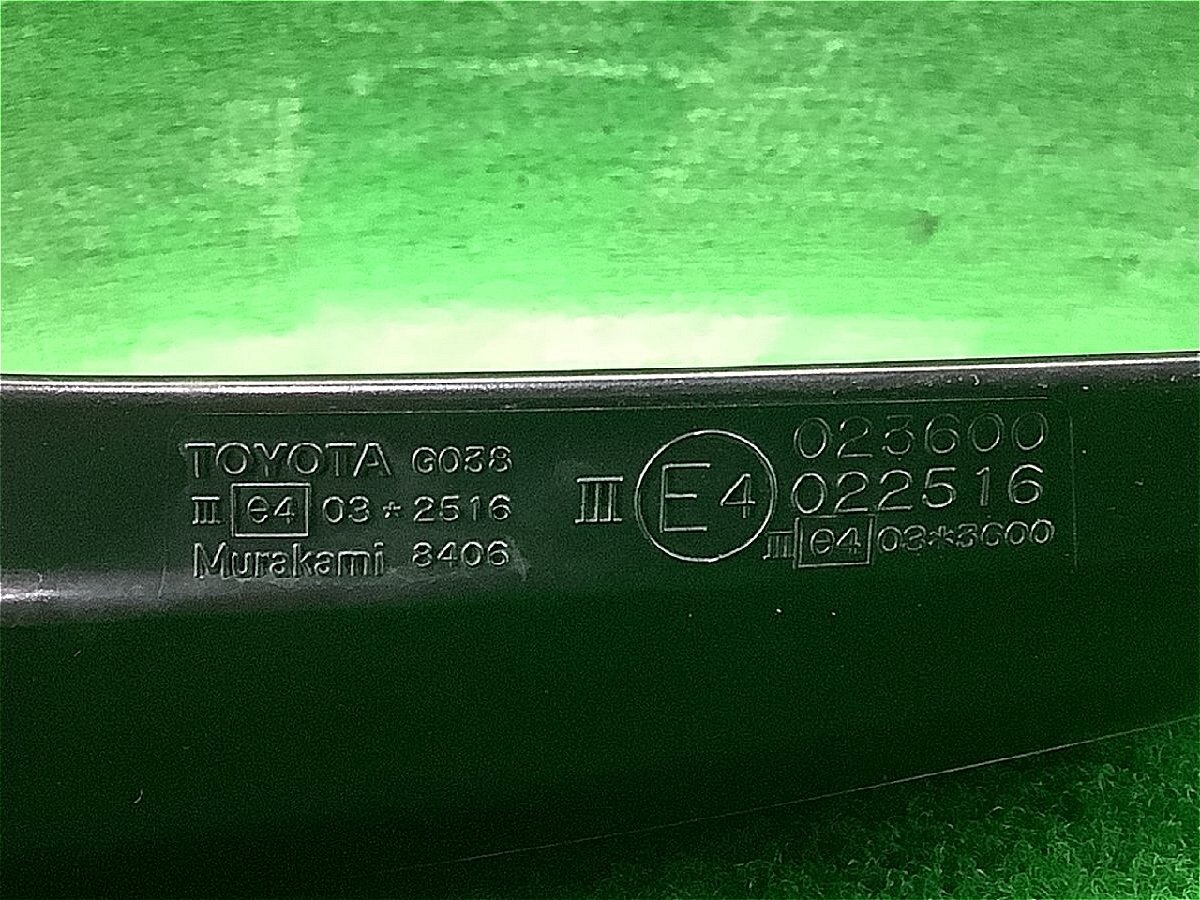 TOYOTA G038
III e4 03*2516
Murakami 8406
023600
III E4 022516
III e4 03*3600